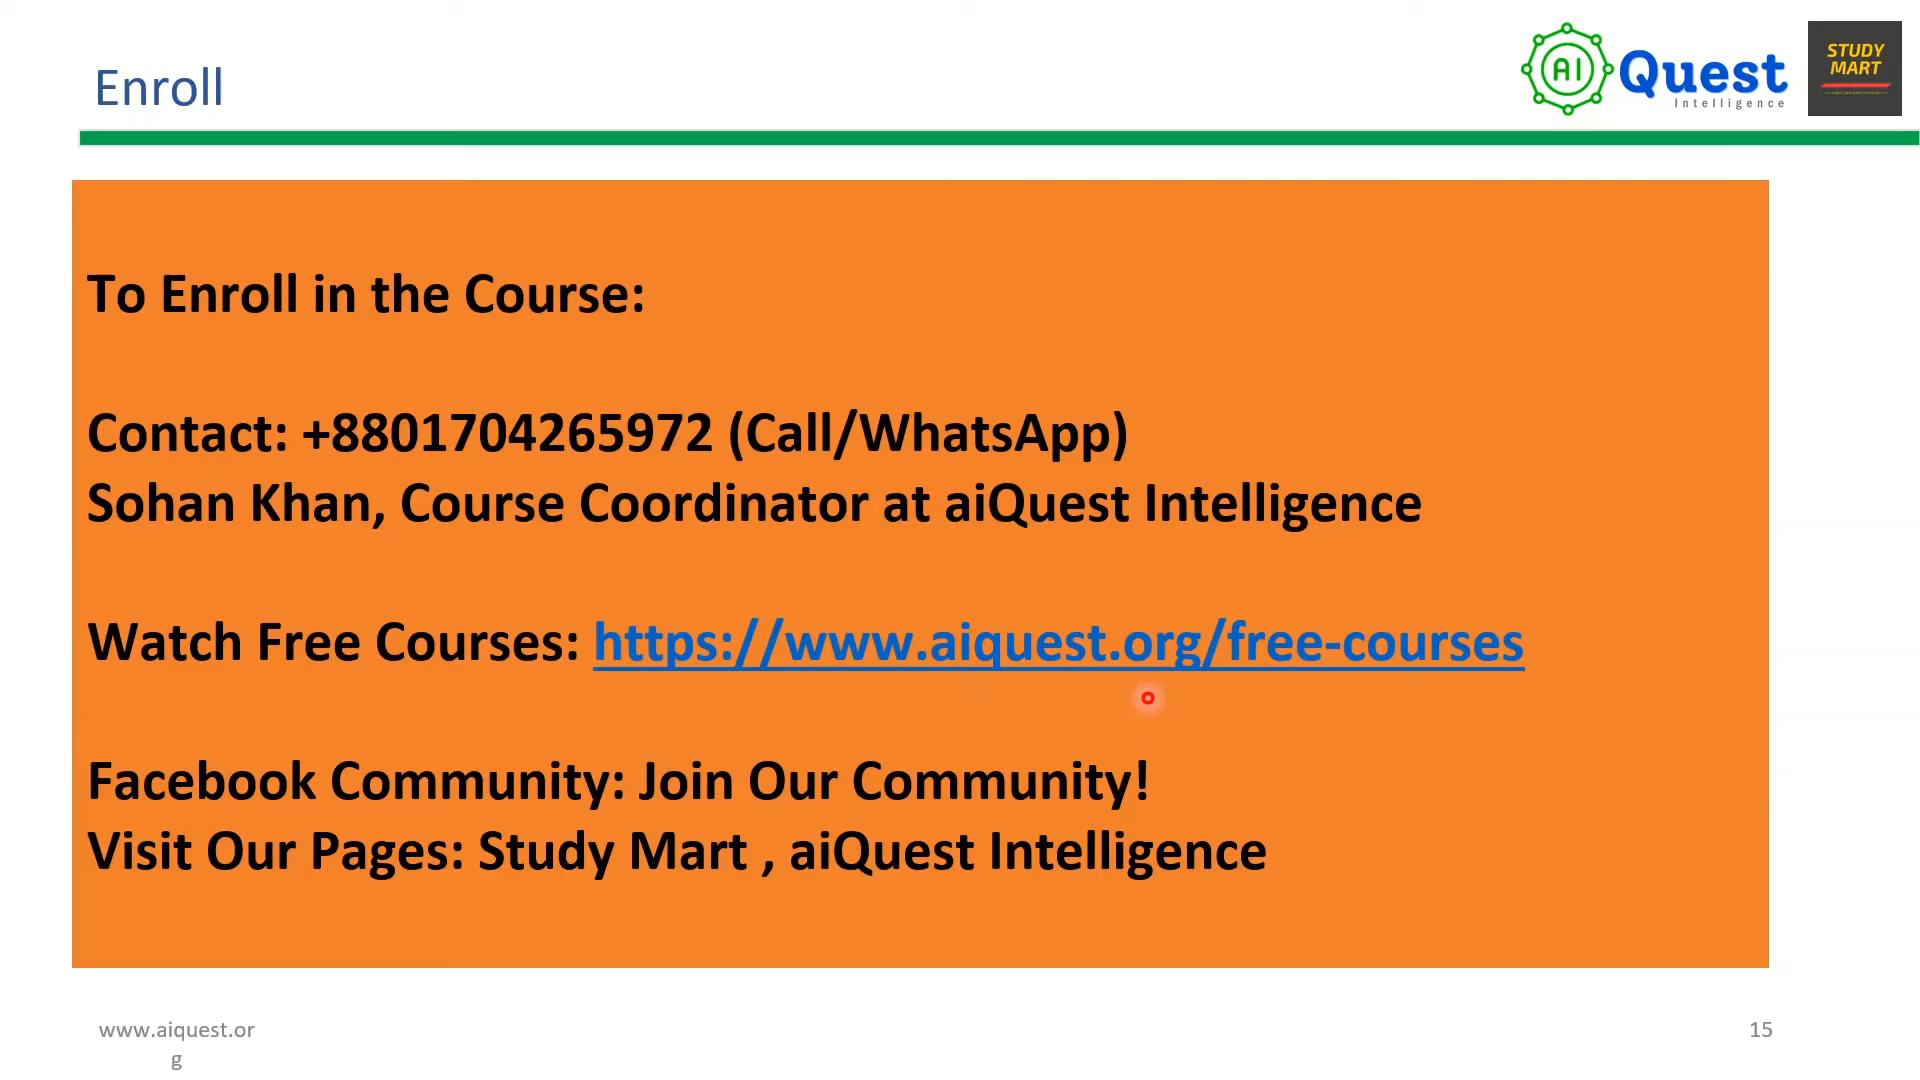 Enroll
AI Quest
Intelligence
STUDY
MART
To Enroll in the Course:
Contact: +8801704265972 (Call/WhatsApp)
Sohan Khan, Course Coordinator at aiQuest Intelligence
Watch Free Courses: https://www.aiquest.org/free-courses
Facebook Community: Join Our Community!
Visit Our Pages: Study Mart , aiQuest Intelligence
www.aiquest.or
g
15